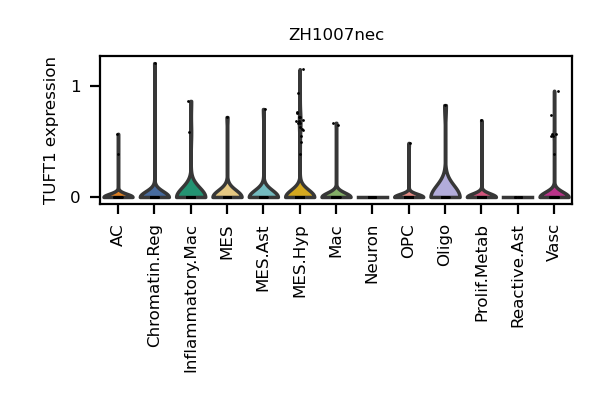 ZH1007nec
TUFT1 expression
1
0
AC
Chromatin.Reg
Inflammatory.Mac
MES
MES.Ast
MES.Hyp
Mac
Neuron
OPC
Oligo
Prolif.Metab
Reactive.Ast
Vasc